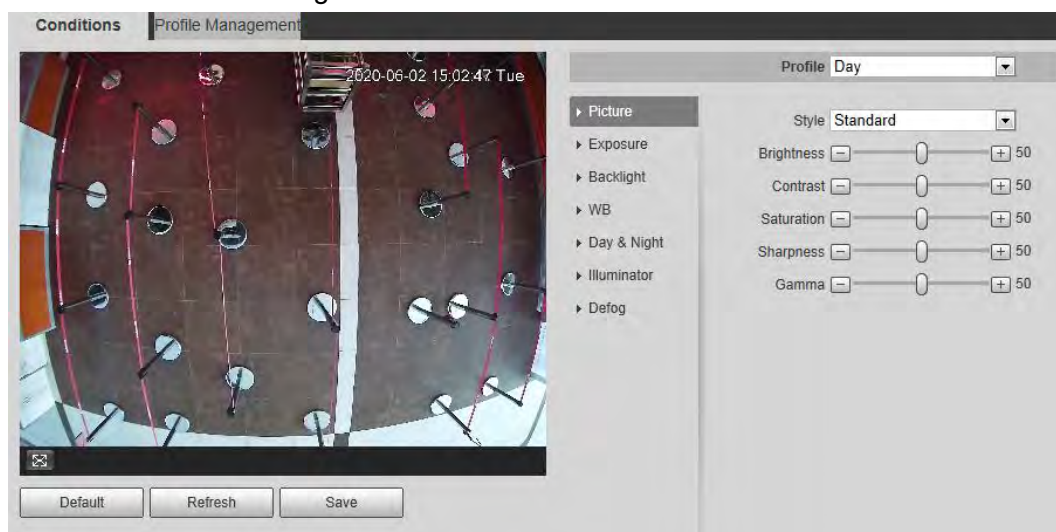 Conditions
Profile Management
2020-06-02 15:02:47 Tue
Profile Day
Picture
Exposure
Backlight
WB
Day & Night
Illuminator
Defog
Style Standard
Brightness 50
Contrast 50
Saturation 50
Sharpness 50
Gamma 50
Default Refresh Save